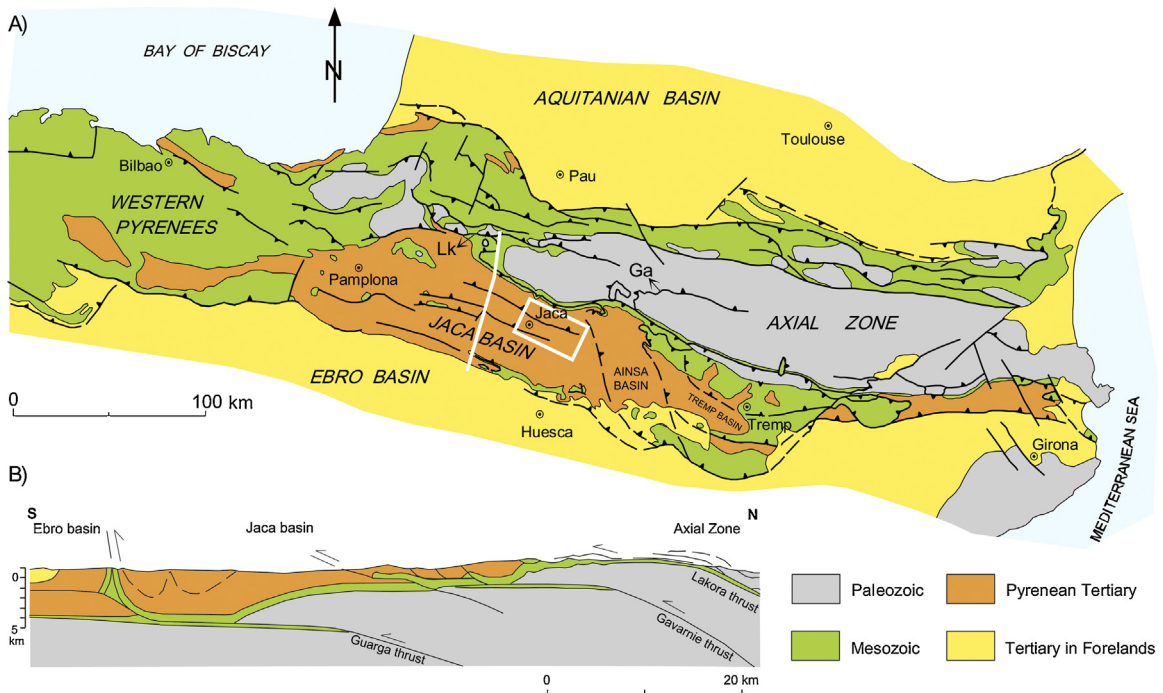 A)
BAY OF BISCAY
N
AQUITANIAN BASIN
Toulouse
Bilbao
Pau
WESTERN
PYRENEES
Lk
Ga
Pamplona
Jaca
JACA BASIN
AXIAL ZONE
EBRO BASIN
AINSA
BASIN
TREMP BASIN
Tremp
0 100 km
Huesca
Girona
MEDITERRANEAN SEA
B)
S
N
Ebro basin
Jaca basin
Axial Zone
0
5
km
Lakora thrust
Gavarnie thrust
Guarga thrust
0 20 km
Paleozoic
Pyrenean Tertiary
Mesozoic
Tertiary in Forelands